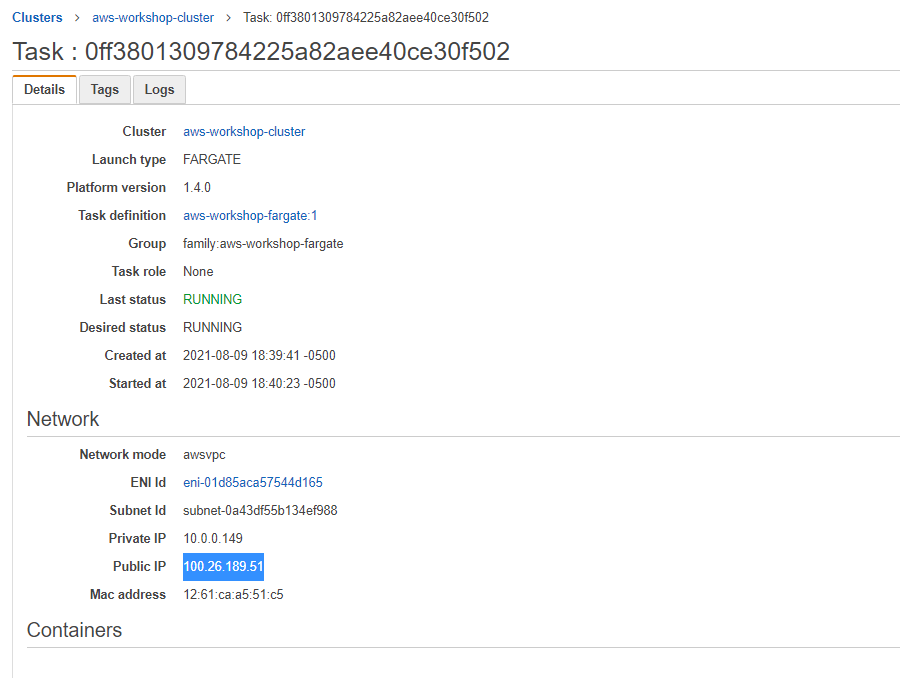 Clusters > aws-workshop-cluster > Task: 0ff3801309784225a82aee40ce30f502
Task : 0ff3801309784225a82aee40ce30f502
Details Tags Logs
Cluster aws-workshop-cluster
Launch type FARGATE
Platform version 1.4.0
Task definition aws-workshop-fargate:1
Group family:aws-workshop-fargate
Task role None
Last status RUNNING
Desired status RUNNING
Created at 2021-08-09 18:39:41 -0500
Started at 2021-08-09 18:40:23 -0500
Network
Network mode awsvpc
ENI Id eni-01d85aca57544d165
Subnet Id subnet-0a43df55b134ef988
Private IP 10.0.0.149
Public IP 100.26.189.51
Mac address 12:61:ca:a5:51:c5
Containers